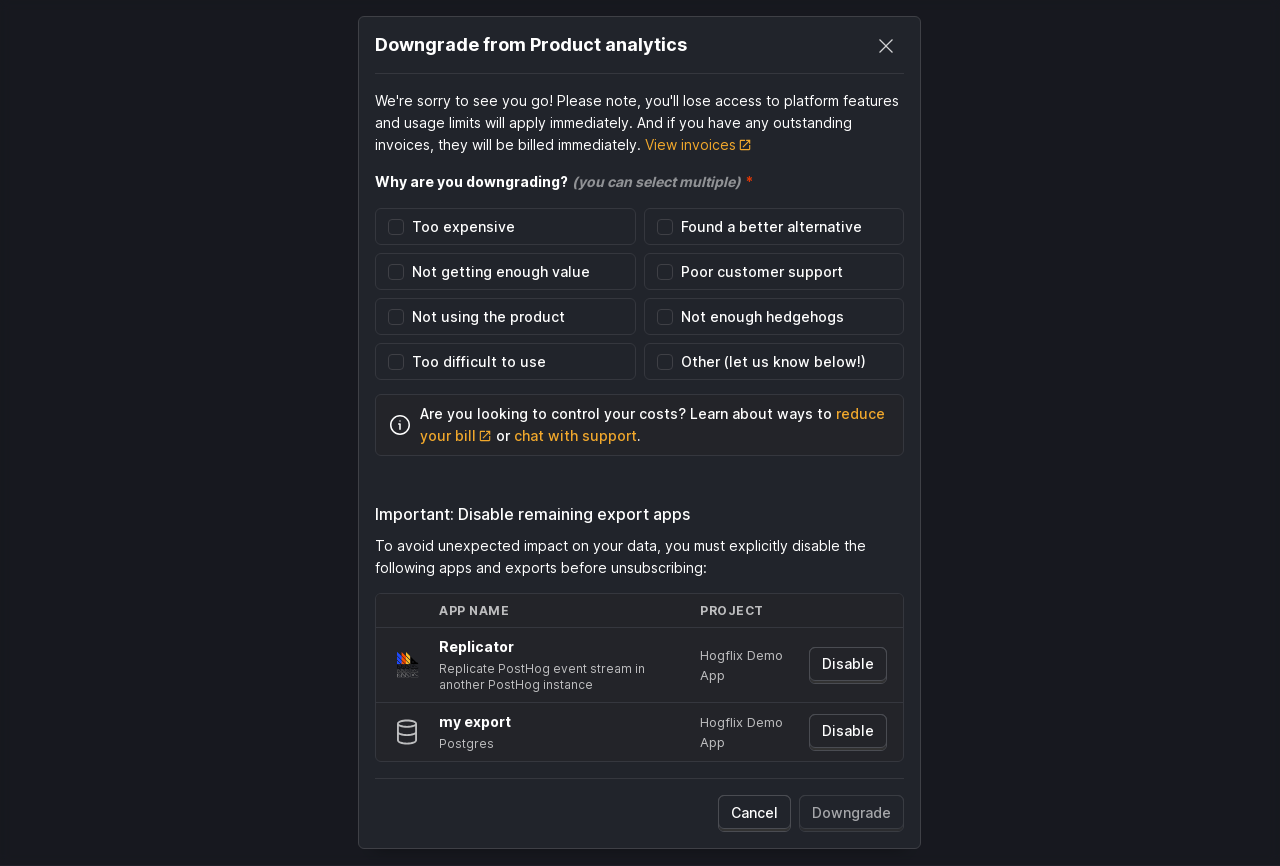 Downgrade from Product analytics
We're sorry to see you go! Please note, you'll lose access to platform features
and usage limits will apply immediately. And if you have any outstanding
invoices, they will be billed immediately. View invoices
Why are you downgrading? (you can select multiple) *
Too expensive
Found a better alternative
Not getting enough value
Poor customer support
Not using the product
Not enough hedgehogs
Too difficult to use
Other (let us know below!)
Are you looking to control your costs? Learn about ways to reduce
your bill or chat with support.
Important: Disable remaining export apps
To avoid unexpected impact on your data, you must explicitly disable the
following apps and exports before unsubscribing:
APP NAME PROJECT
Replicator
Replicate PostHog event stream in
another PostHog instance
Hogflix Demo
App
Disable
my export
Postgres
Hogflix Demo
App
Disable
Cancel
Downgrade